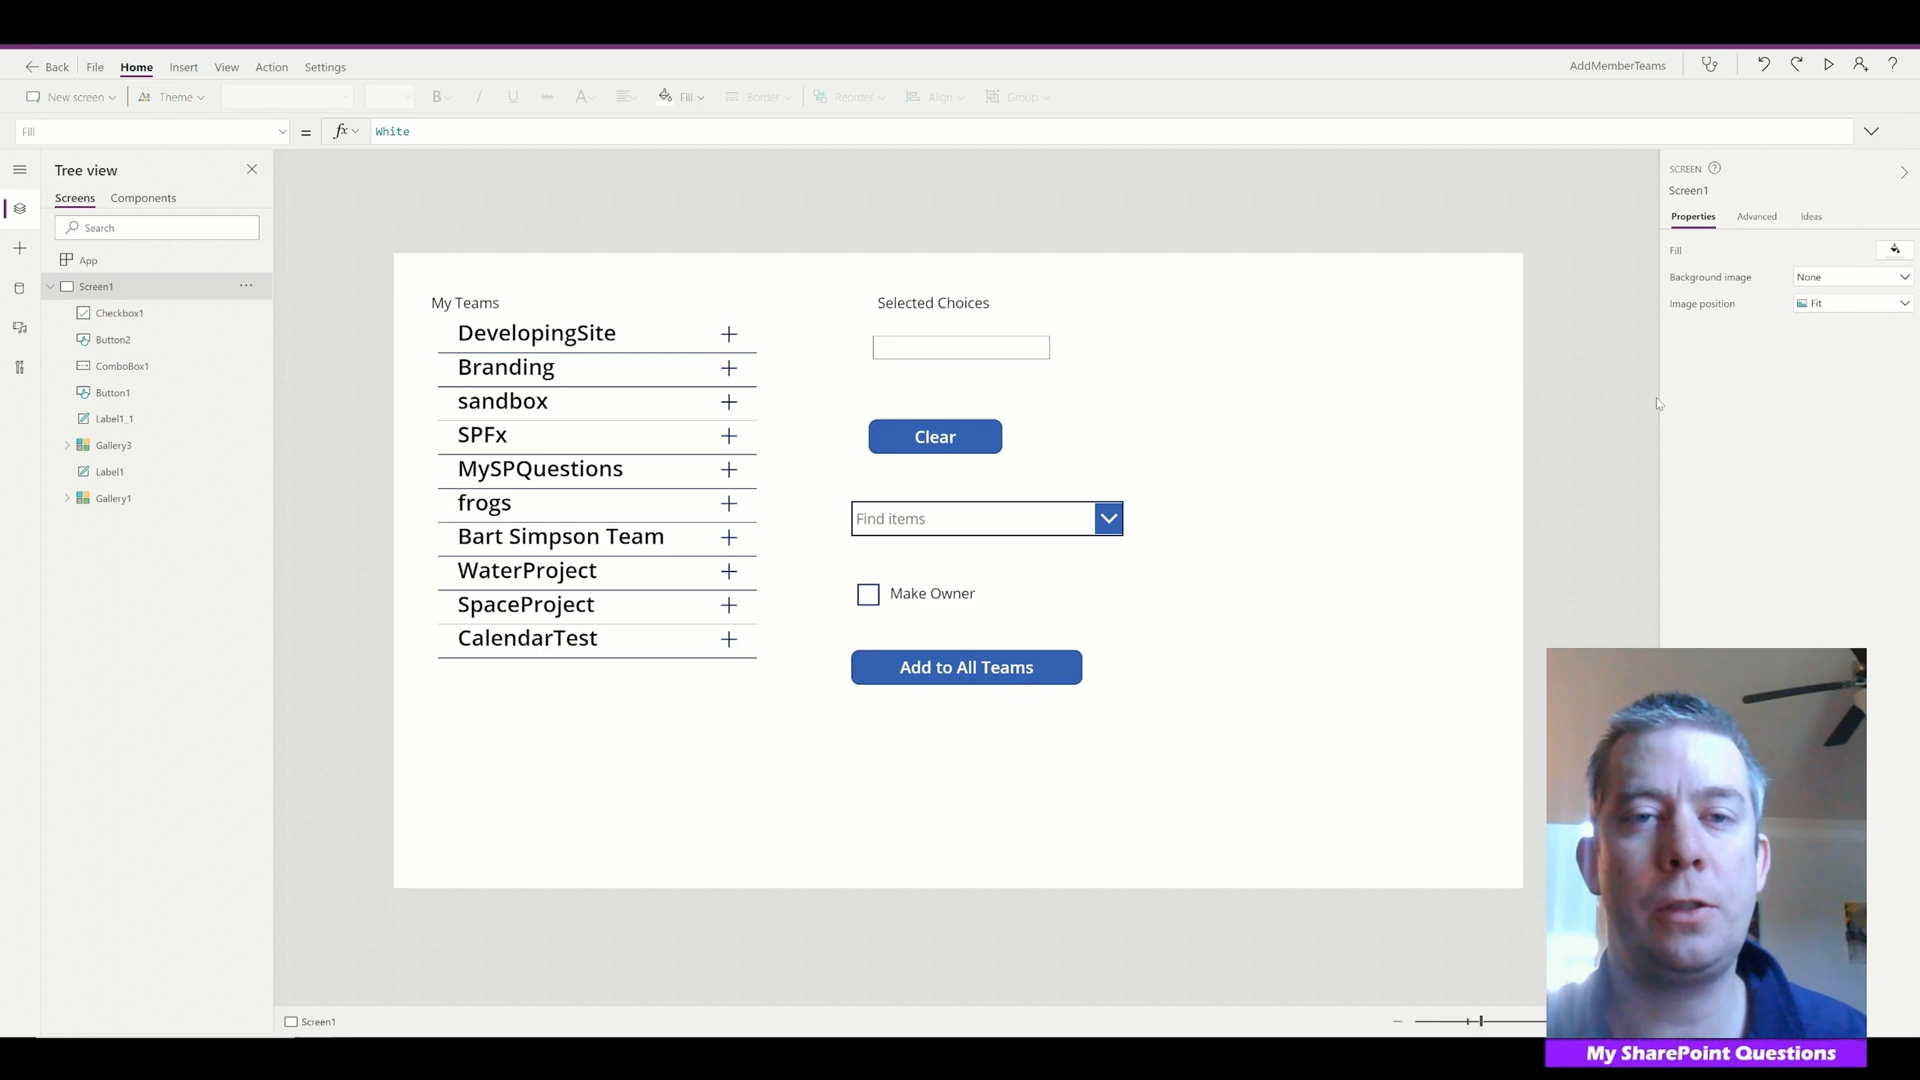 Back File Home Insert View Action Settings AddMemberTeams
New screen Theme Fill Border Reorder Align Group
Fill = fx White
Tree view
Screens Components
Search
App
Screen1
Checkbox1
Button2
ComboBox1
Button1
Label1_1
Gallery3
Label1
Gallery1
My Teams
DevelopingSite
Branding
sandbox
SPFx
MySPQuestions
frogs
Bart Simpson Team
WaterProject
SpaceProject
CalendarTest
Selected Choices
Clear
Find items
Make Owner
Add to All Teams
SCREEN
Screen1
Properties Advanced Ideas
Fill
Background image None
Image position Fit
Screen1
My SharePoint Questions